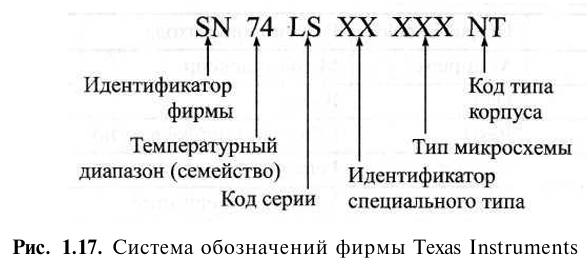 SN 74 LS XX XXX NT
Идентификатор
фирмы
Код типа
корпуса
Температурный
диапазон (семейство)
Тип микросхемы
Код серии
Идентификатор
специального типа
Рис. 1.17. Система обозначений фирмы Texas Instruments